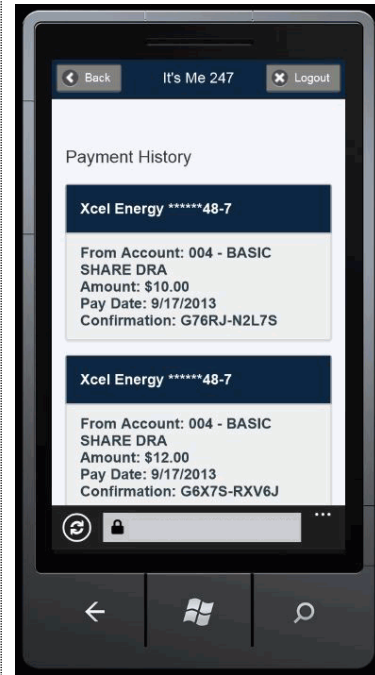 Back It's Me 247 Logout
Payment History
Xcel Energy ******48-7
From Account: 004 - BASIC
SHARE DRA
Amount: $10.00
Pay Date: 9/17/2013
Confirmation: G76RJ-N2L7S
Xcel Energy ******48-7
From Account: 004 - BASIC
SHARE DRA
Amount: $12.00
Pay Date: 9/17/2013
Confirmation: G6X7S-RXV6J
...